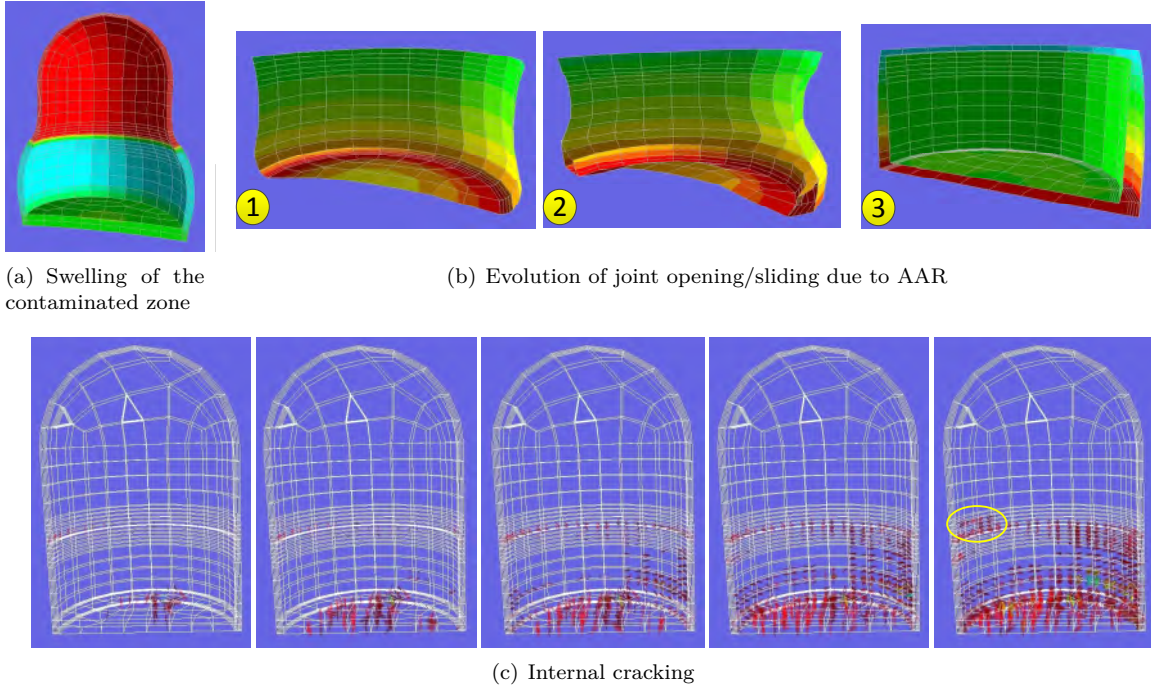 1
2
3
(a) Swelling of the
contaminated zone
(b) Evolution of joint opening/sliding due to AAR
(c) Internal cracking